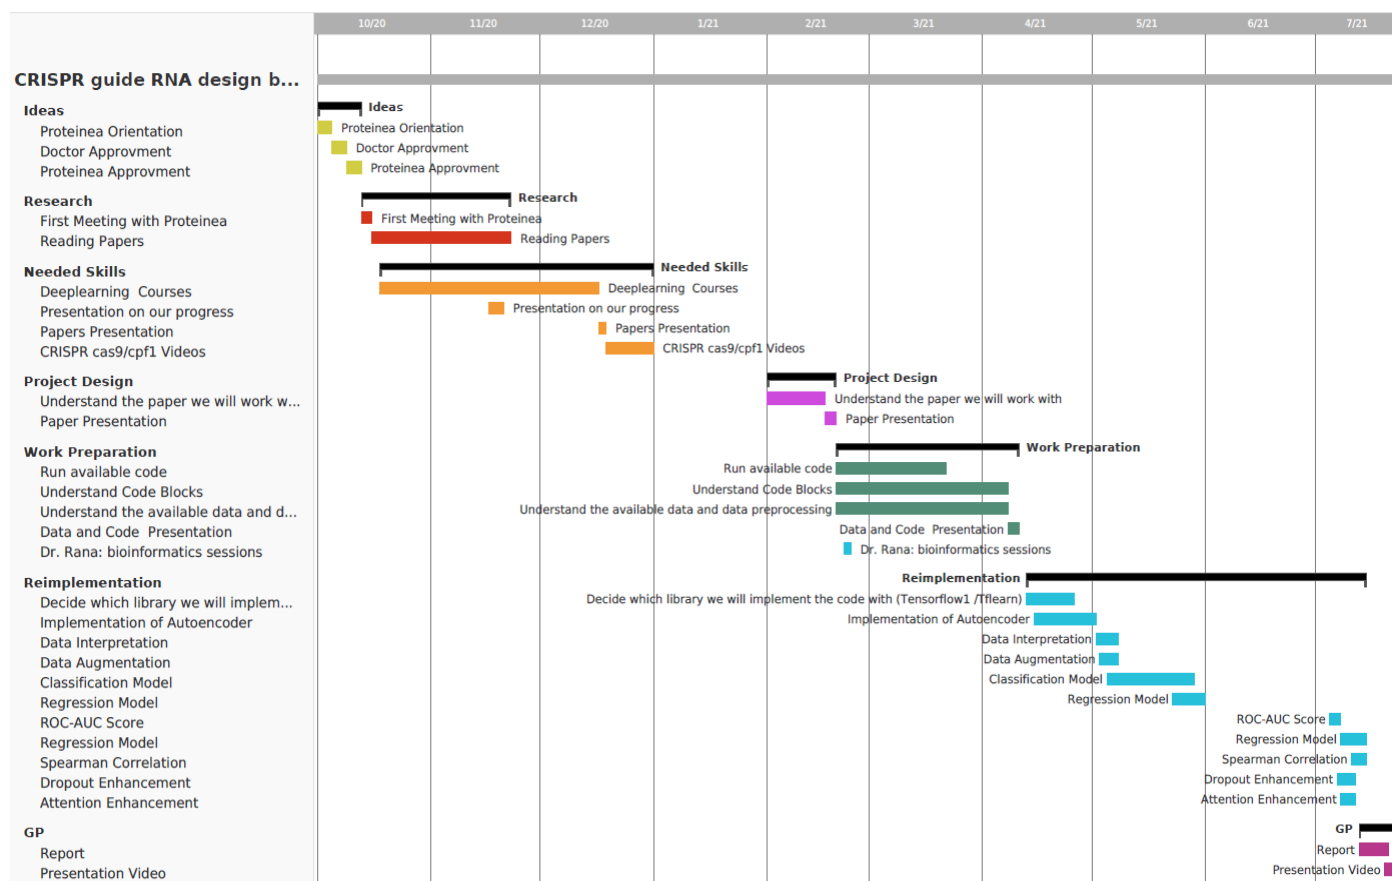 10/20 11/20 12/20 1/21 2/21 3/21 4/21 5/21 6/21 7/21
CRISPR guide RNA design b...
Ideas Ideas
Proteinea Orientation Proteinea Orientation
Doctor Approvment Doctor Approvment
Proteinea Approvment Proteinea Approvment
Research Research
First Meeting with Proteinea First Meeting with Proteinea
Reading Papers Reading Papers
Needed Skills Needed Skills
Deeplearning Courses Deeplearning Courses
Presentation on our progress Presentation on our progress
Papers Presentation Papers Presentation
CRISPR cas9/cpf1 Videos CRISPR cas9/cpf1 Videos
Project Design Project Design
Understand the paper we will work w... Understand the paper we will work with
Paper Presentation Paper Presentation
Work Preparation Work Preparation
Run available code Run available code
Understand Code Blocks Understand Code Blocks
Understand the available data and d... Understand the available data and data preprocessing
Data and Code Presentation Data and Code Presentation
Dr. Rana: bioinformatics sessions Dr. Rana: bioinformatics sessions
Reimplementation Reimplementation
Decide which library we will implem... Decide which library we will implement the code with (Tensorflow1 /Tflearn)
Implementation of Autoencoder Implementation of Autoencoder
Data Interpretation Data Interpretation
Data Augmentation Data Augmentation
Classification Model Classification Model
Regression Model Regression Model
ROC-AUC Score ROC-AUC Score
Regression Model Regression Model
Spearman Correlation Spearman Correlation
Dropout Enhancement Dropout Enhancement
Attention Enhancement Attention Enhancement
GP GP
Report Report
Presentation Video Presentation Video